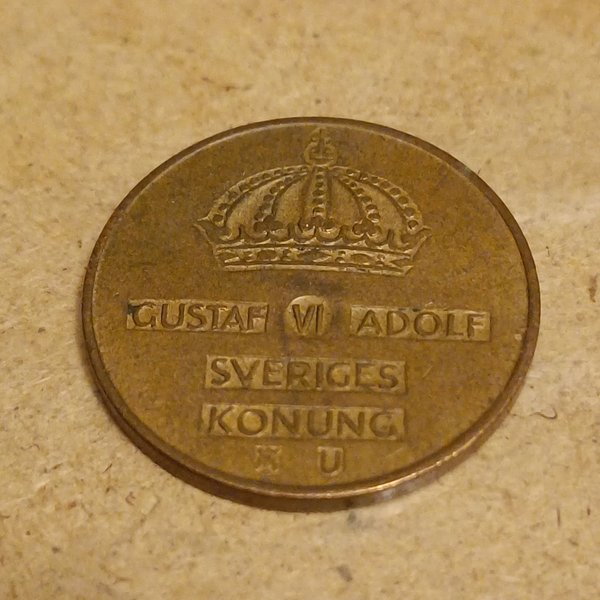 GUSTAF VI ADOLF
SVERIGES
KONUNG
U